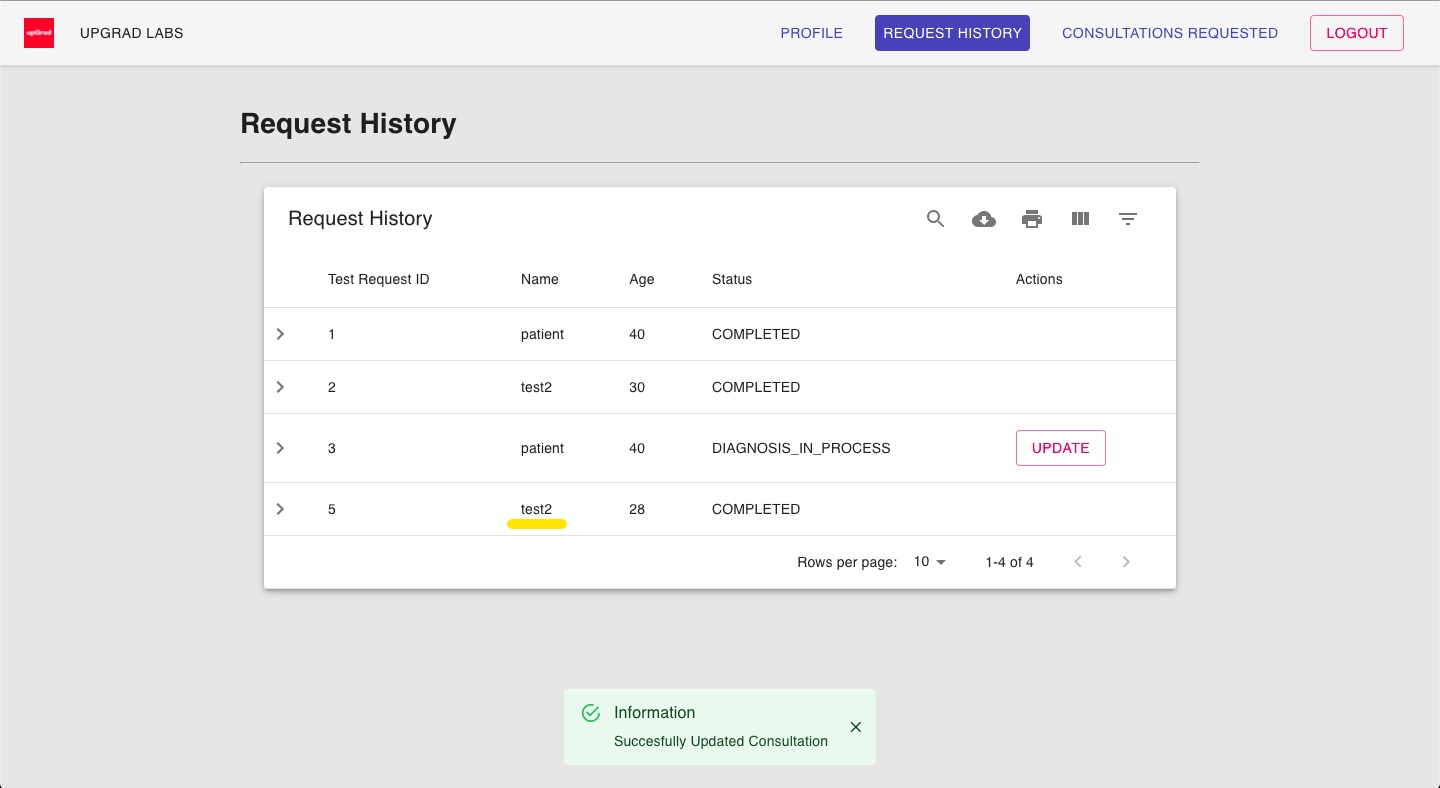 upGrad UPGRAD LABS PROFILE REQUEST HISTORY CONSULTATIONS REQUESTED LOGOUT
Request History
Request History
Test Request ID Name Age Status Actions
1 patient 40 COMPLETED
2 test2 30 COMPLETED
3 patient 40 DIAGNOSIS_IN_PROCESS UPDATE
5 test2 28 COMPLETED
Rows per page: 10 1-4 of 4
Information
Succesfully Updated Consultation